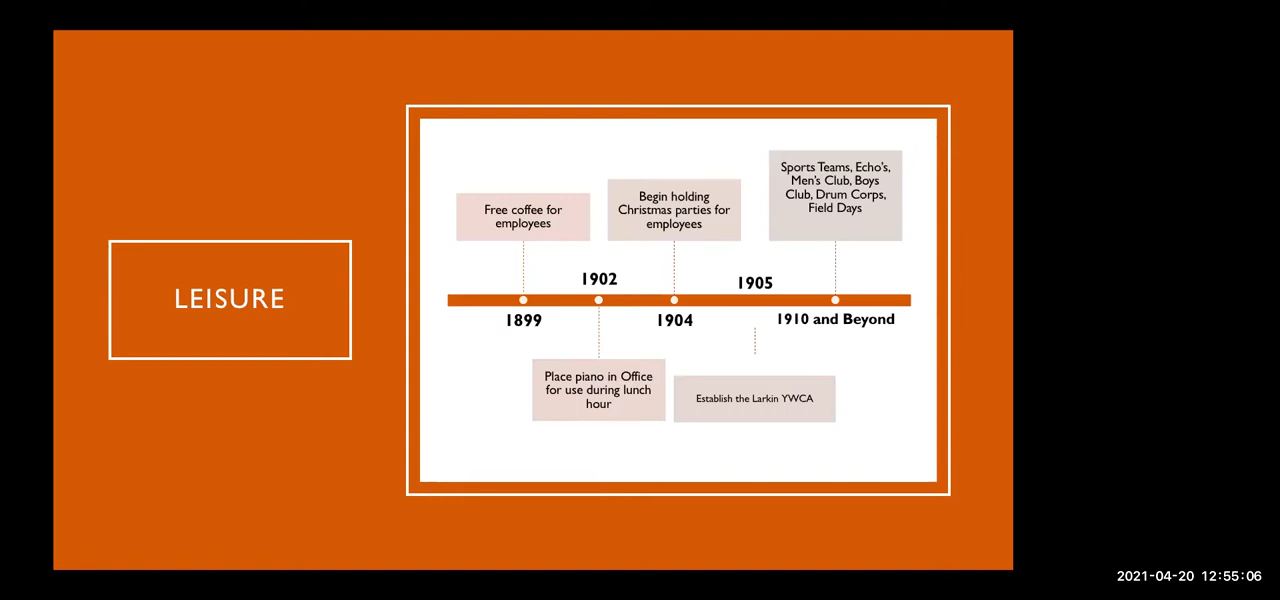 LEISURE
Free coffee for
employees
Begin holding
Christmas parties for
employees
Sports Teams, Echo's,
Men's Club, Boys
Club, Drum Corps,
Field Days
1902
1905
1899
1904
1910 and Beyond
Place piano in Office
for use during lunch
hour
Establish the Larkin YWCA
2021-04-20 12:55:06